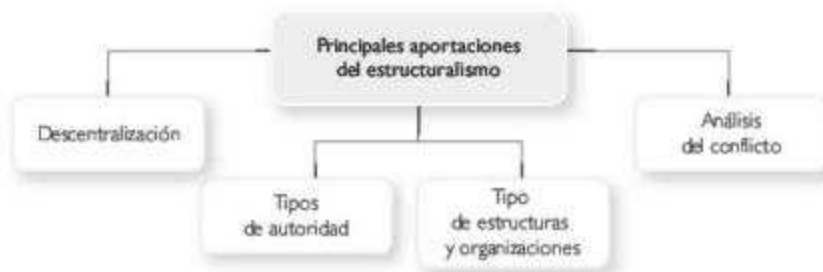 Principales aportaciones
del estructuralismo
Descentralización
Análisis
del conflicto
Tipos
de autoridad
Tipo
de estructuras
y organizaciones